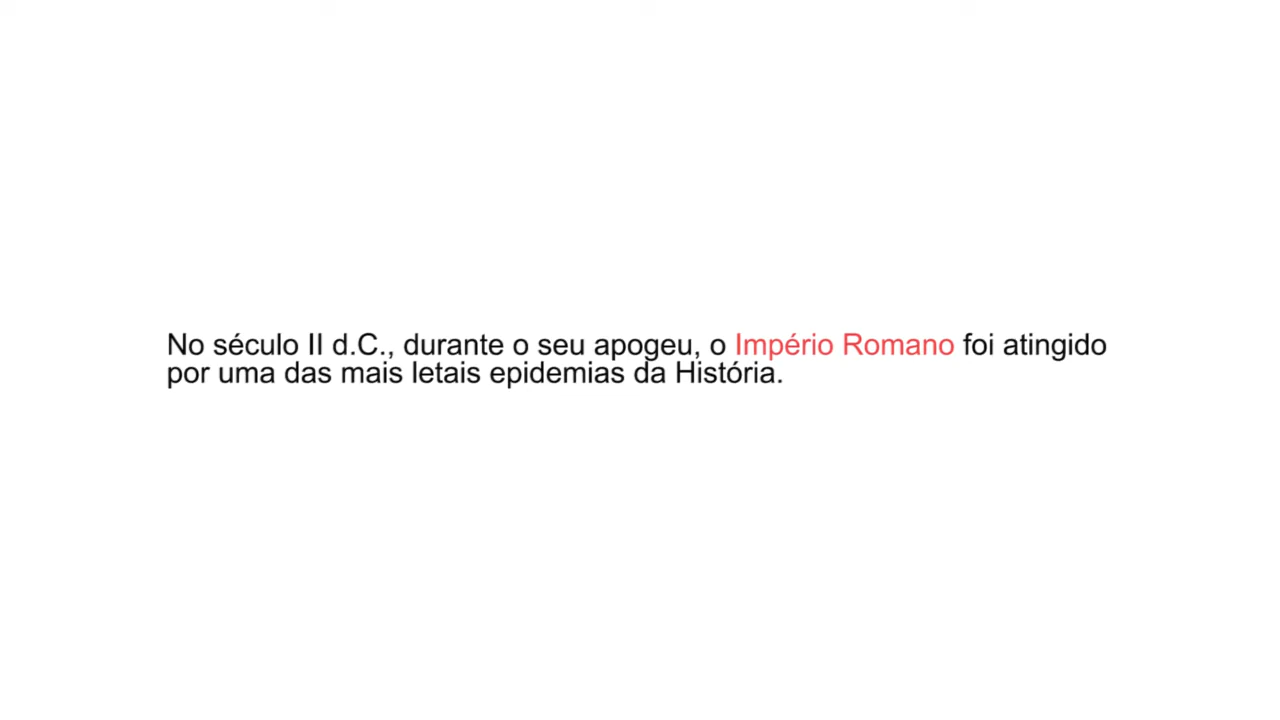 No século II d.C., durante o seu apogeu, o Império Romano foi atingido
por uma das mais letais epidemias da História.